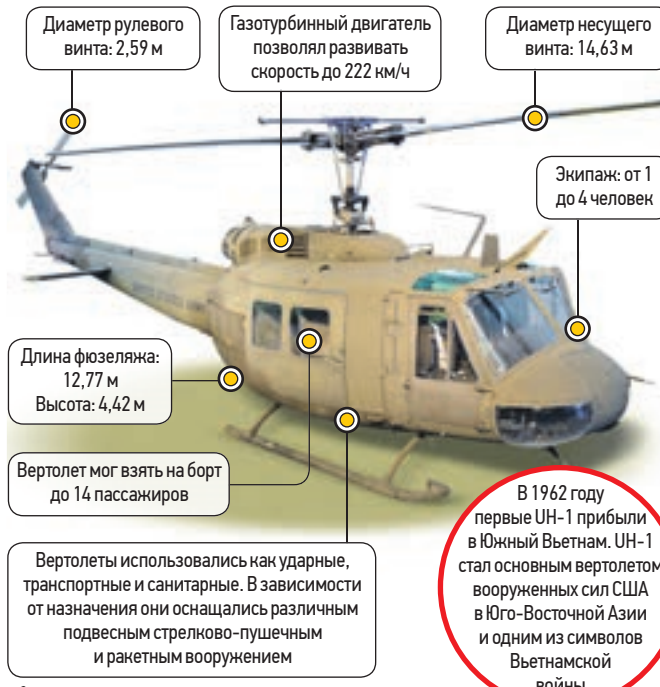 Диаметр рулевого
винта: 2,59 м
Газотурбинный двигатель
позволял развивать
скорость до 222 км/ч
Диаметр несущего
винта: 14,63 м
Экипаж: от 1
до 4 человек
Длина фюзеляжа:
12,77 м
Высота: 4,42 м
Вертолет мог взять на борт
до 14 пассажиров
Вертолеты использовались как ударные,
транспортные и санитарные. В зависимости
от назначения они оснащались различным
подвесным стрелково-пушечным
и ракетным вооружением
В 1962 году
первые UH-1 прибыли
в Южный Вьетнам. UH-1
стал основным вертолетом
вооруженных сил США
в Юго-Восточной Азии
и одним из символов
Вьетнамской
войны